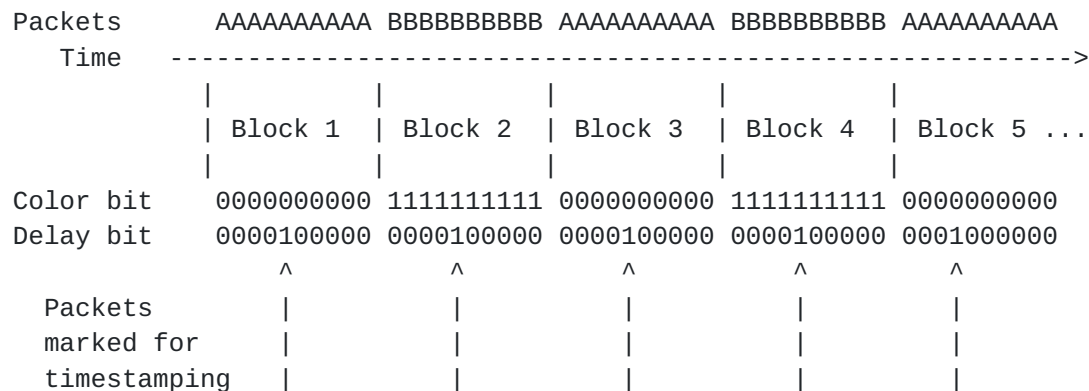 Packets      AAAAAAAAAA BBBBBBBBBB AAAAAAAAAA BBBBBBBBBB AAAAAAAAAA
   Time   ---------------------------------------------------------->
            |          |          |          |          |
            | Block 1  | Block 2  | Block 3  | Block 4  | Block 5 ...
            |          |          |          |          |
Color bit    0000000000 1111111111 0000000000 1111111111 0000000000
Delay bit    0000100000 0000100000 0000100000 0000100000 0001000000
                 ^          ^          ^          ^         ^
  Packets        |          |          |          |         |
  marked for     |          |          |          |         |
  timestamping   |          |          |          |         |